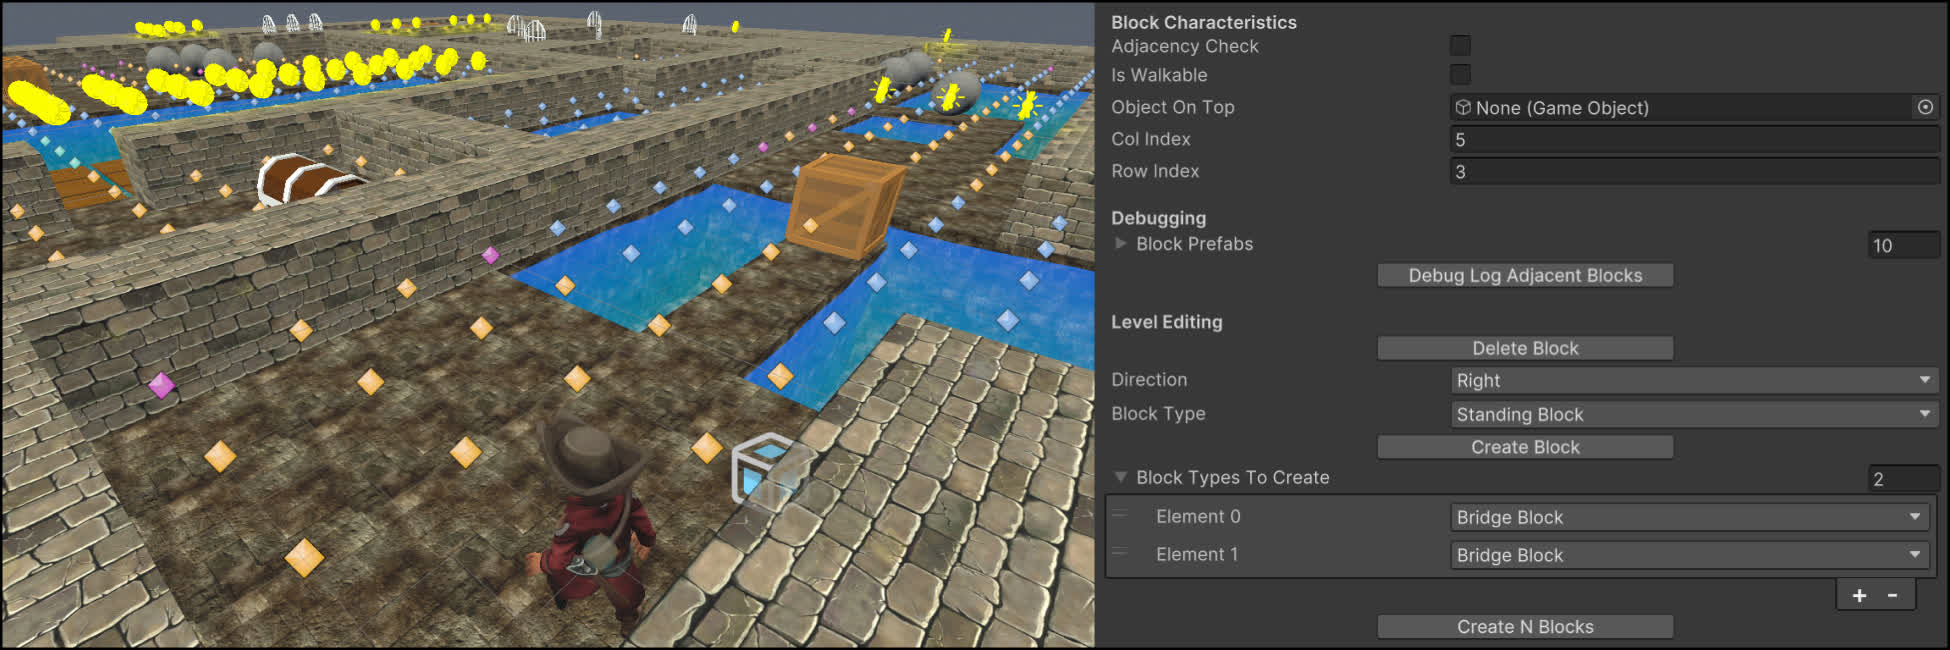 Block Characteristics
Adjacency Check
Is Walkable
Object On Top None (Game Object)
Col Index 5
Row Index 3
Debugging
Block Prefabs 10
Debug Log Adjacent Blocks
Level Editing
Delete Block
Direction Right
Block Type Standing Block
Create Block
Block Types To Create 2
Element 0 Bridge Block
Element 1 Bridge Block
+ -
Create N Blocks